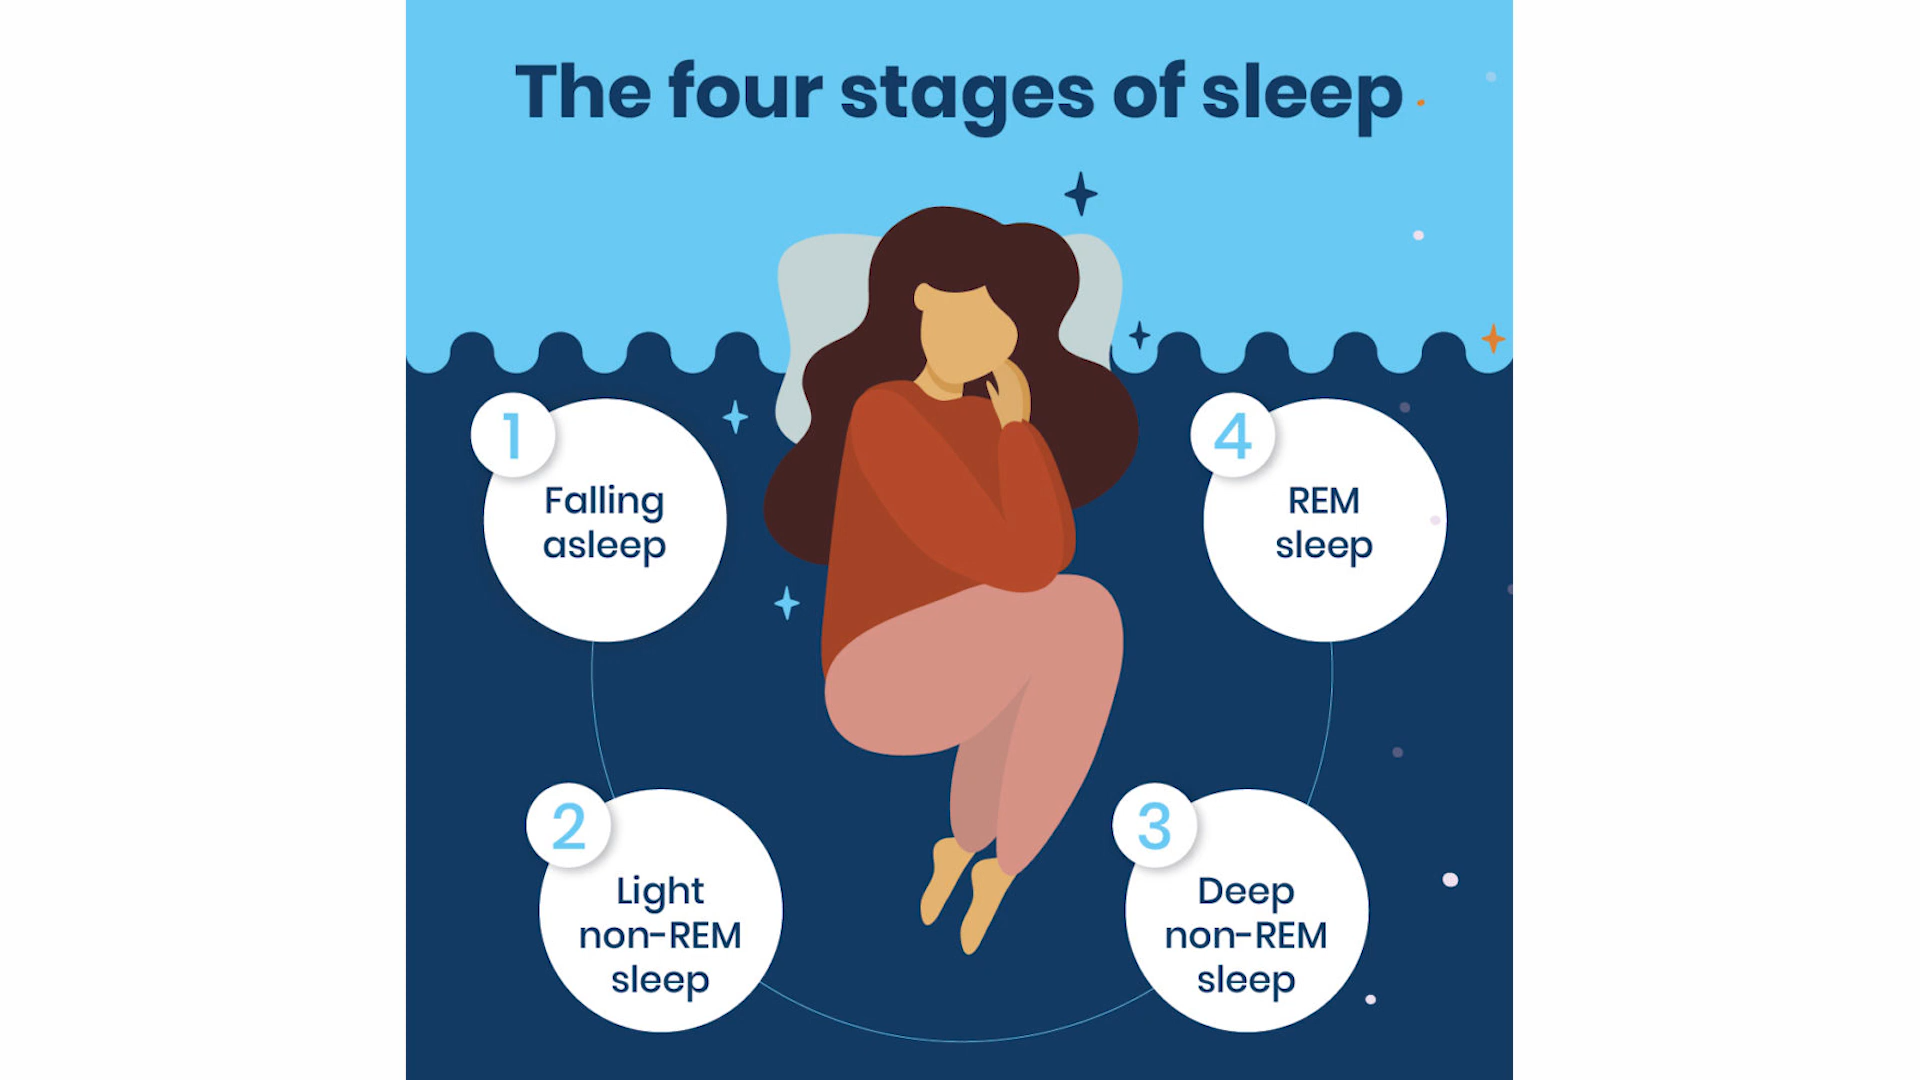 The four stages of sleep
1
Falling
asleep
2
Light
non-REM
sleep
3
Deep
non-REM
sleep
4
REM
sleep